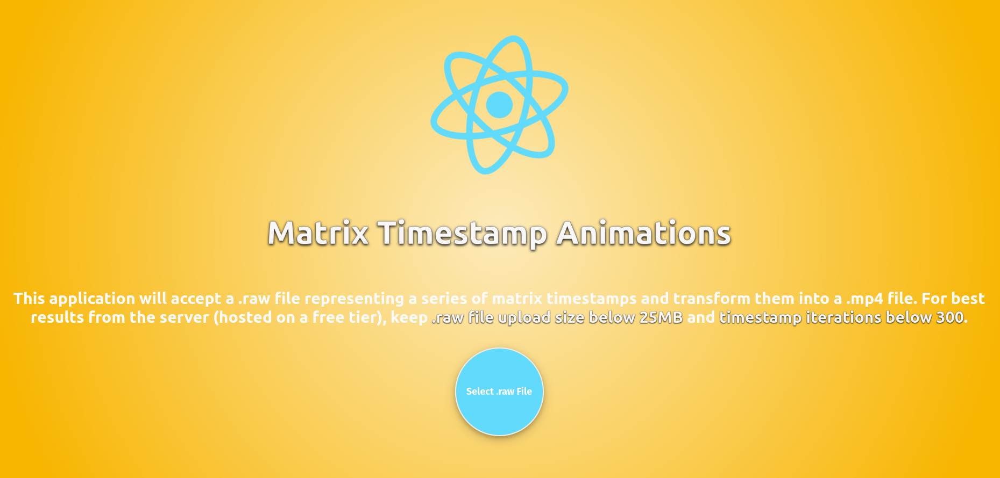 Matrix Timestamp Animations
This application will accept a .raw file representing a series of matrix timestamps and transform them into a .mp4 file. For best
results from the server (hosted on a free tier), keep .raw file upload size below 25MB and timestamp iterations below 300.
Select .raw File